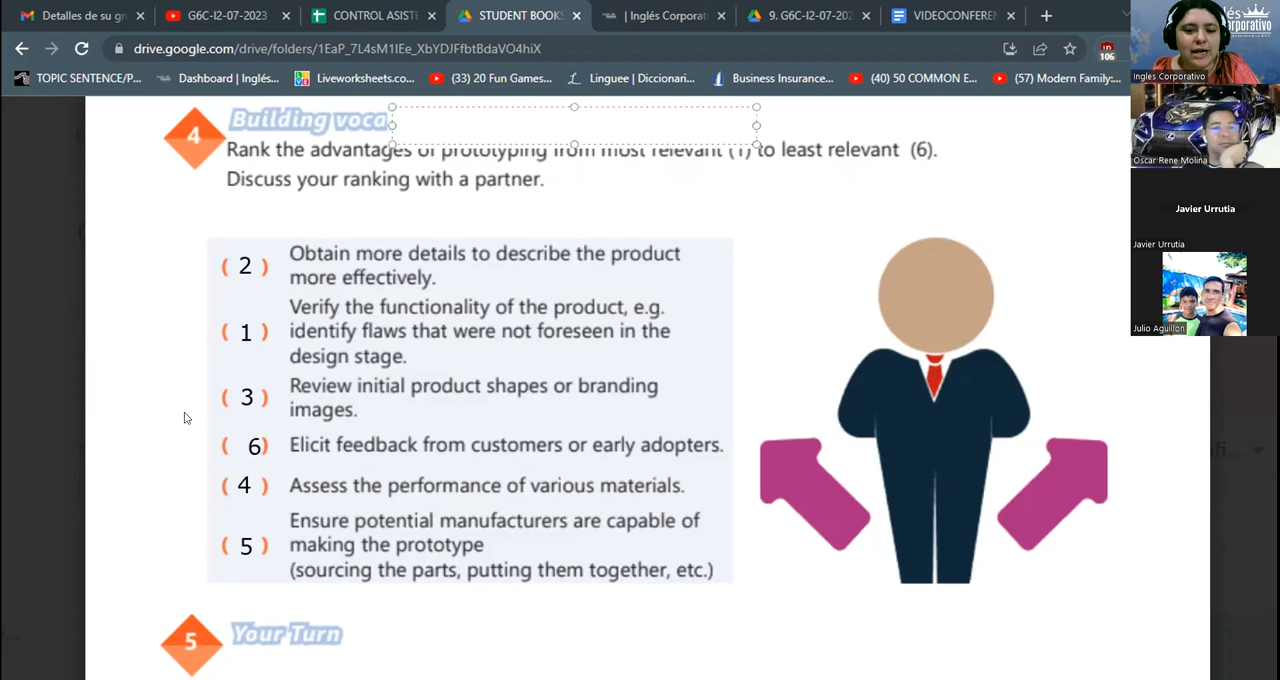 Detalles de su gr
G6C-I2-07-2023
CONTROL ASIST
STUDENT BOOKS
| Inglés Corporati
9. G6C-I2-07-202
VIDEOCONFERE
drive.google.com/drive/folders/1EaP_7L4sM1IEe_XbYDJFfbtBdaVO4hiX
106
TOPIC SENTENCE/P...
Dashboard | Inglés...
Liveworksheets.co...
(33) 20 Fun Games...
Linguee | Diccionari...
Business Insurance...
(40) 50 COMMON E...
(57) Modern Family:...
Ingles Corporativo
Oscar Rene Molina
Javier Urrutia
Javier Urrutia
Julio Aguillon
4 Building voca
Rank the advantages of prototyping from most relevant (1) to least relevant (6).
Discuss your ranking with a partner.
( 2 ) Obtain more details to describe the product
more effectively.
Verify the functionality of the product, e.g.
( 1 ) identify flaws that were not foreseen in the
design stage.
( 3 ) Review initial product shapes or branding
images.
( 6) Elicit feedback from customers or early adopters.
( 4 ) Assess the performance of various materials.
Ensure potential manufacturers are capable of
( 5 ) making the prototype
(sourcing the parts, putting them together, etc.)
5 Your Turn